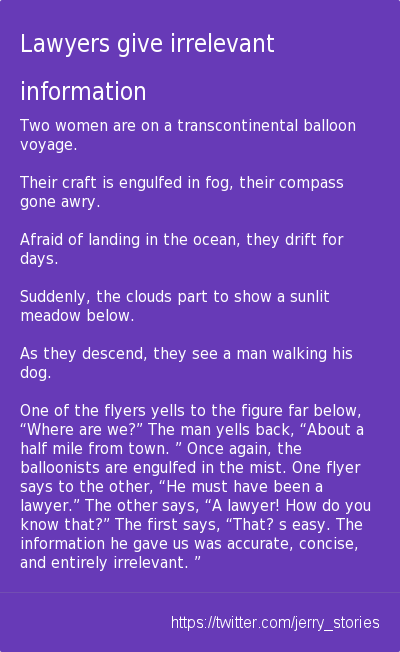 Lawyers give irrelevant
information
Two women are on a transcontinental balloon
voyage.
Their craft is engulfed in fog, their compass
gone awry.
Afraid of landing in the ocean, they drift for
days.
Suddenly, the clouds part to show a sunlit
meadow below.
As they descend, they see a man walking his
dog.
One of the flyers yells to the figure far below,
“Where are we?” The man yells back, “About a
half mile from town. ” Once again, the
balloonists are engulfed in the mist. One flyer
says to the other, “He must have been a
lawyer.” The other says, “A lawyer! How do you
know that?” The first says, “That? s easy. The
information he gave us was accurate, concise,
and entirely irrelevant. ”
https://twitter.com/jerry_stories